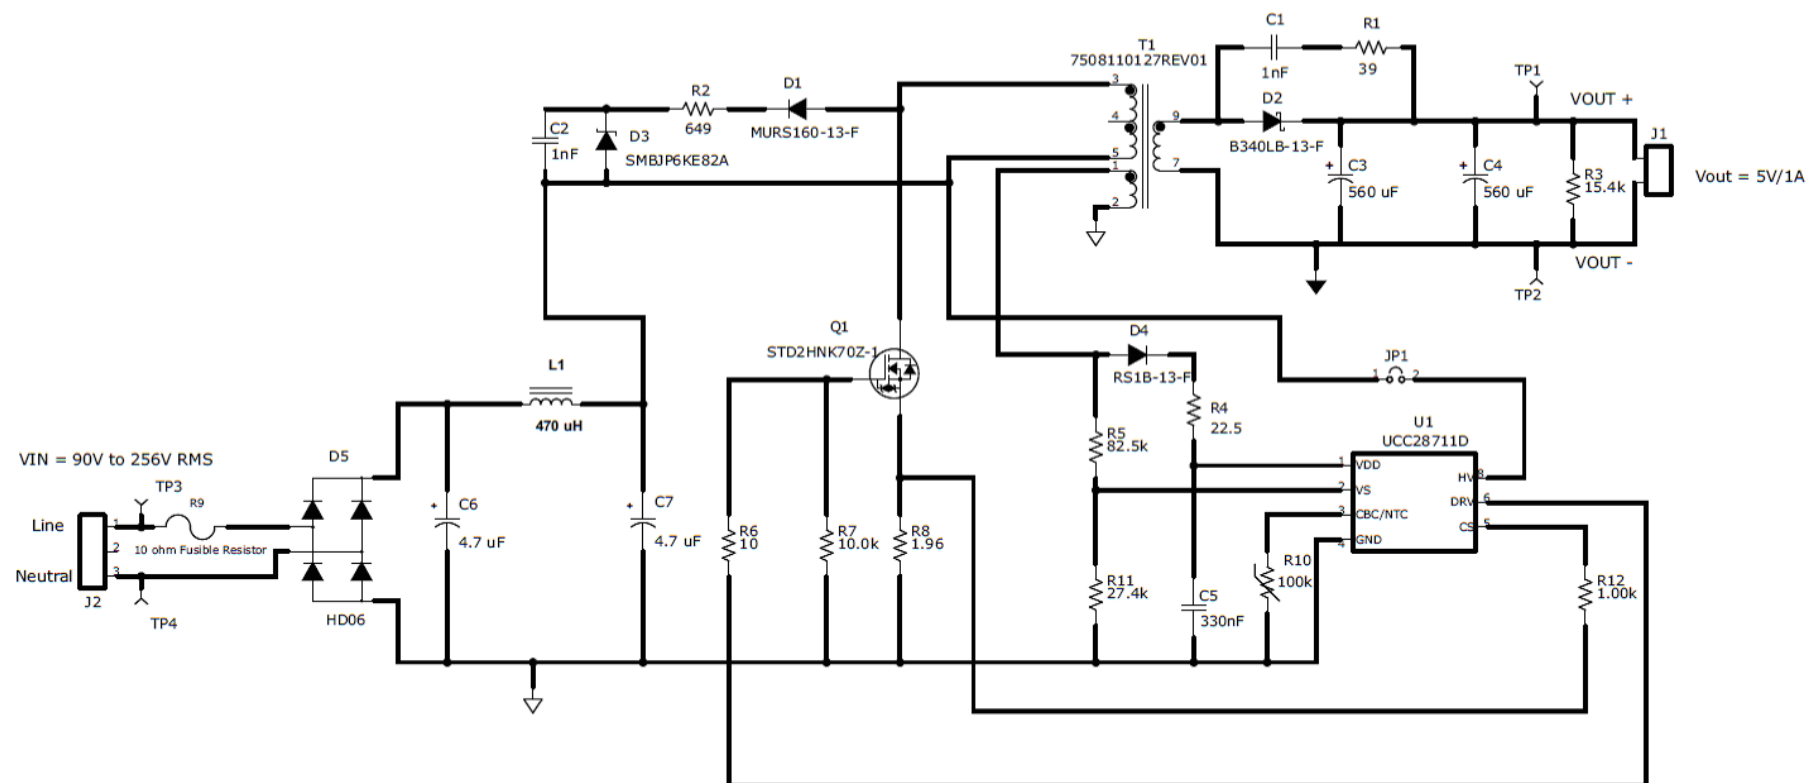 C1
1nF
R1
39
T1
7508110127REV01
3
4
5
1
2
9
7
D2
B340LB-13-F
TP1
VOUT +
J1
Vout = 5V/1A
+
C3
560 uF
+
C4
560 uF
R3
15.4k
VOUT -
TP2
R2
649
D1
MURS160-13-F
C2
1nF
D3
SMBJP6KE82A
Q1
STD2HNK70Z-1
D4
RS1B-13-F
JP1
1
2
L1
470 uH
R4
22.5
R5
82.5k
U1
UCC28711D
1
VDD
2
VS
3
CBC/NTC
4
GND
HV
8
DRV
6
CS
5
VIN = 90V to 256V RMS
D5
TP3
R9
Line
1
2
10 ohm Fusible Resistor
Neutral
3
J2
TP4
HD06
+
C6
4.7 uF
+
C7
4.7 uF
R6
10
R7
10.0k
R8
1.96
R11
27.4k
C5
330nF
R10
100k
R12
1.00k